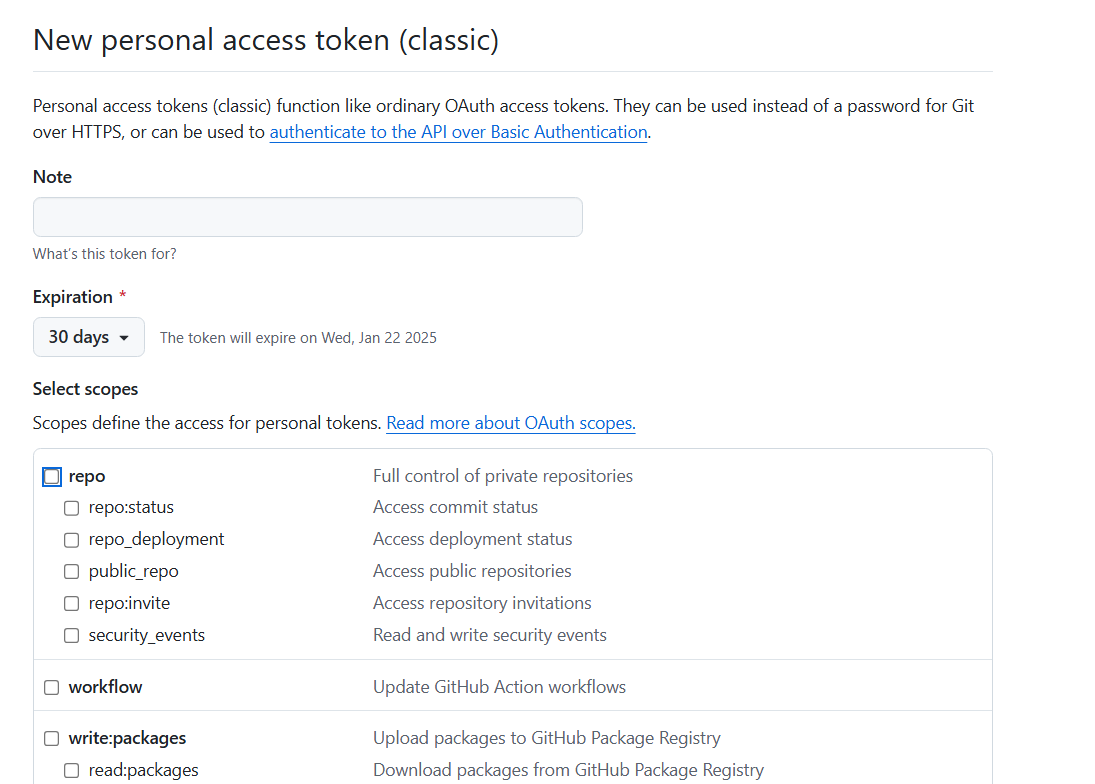 New personal access token (classic)
Personal access tokens (classic) function like ordinary OAuth access tokens. They can be used instead of a password for Git
over HTTPS, or can be used to authenticate to the API over Basic Authentication.
Note
What's this token for?
Expiration *
30 days The token will expire on Wed, Jan 22 2025
Select scopes
Scopes define the access for personal tokens. Read more about OAuth scopes.
repo Full control of private repositories
repo:status Access commit status
repo_deployment Access deployment status
public_repo Access public repositories
repo:invite Access repository invitations
security_events Read and write security events
workflow Update GitHub Action workflows
write:packages Upload packages to GitHub Package Registry
read:packages Download packages from GitHub Package Registry